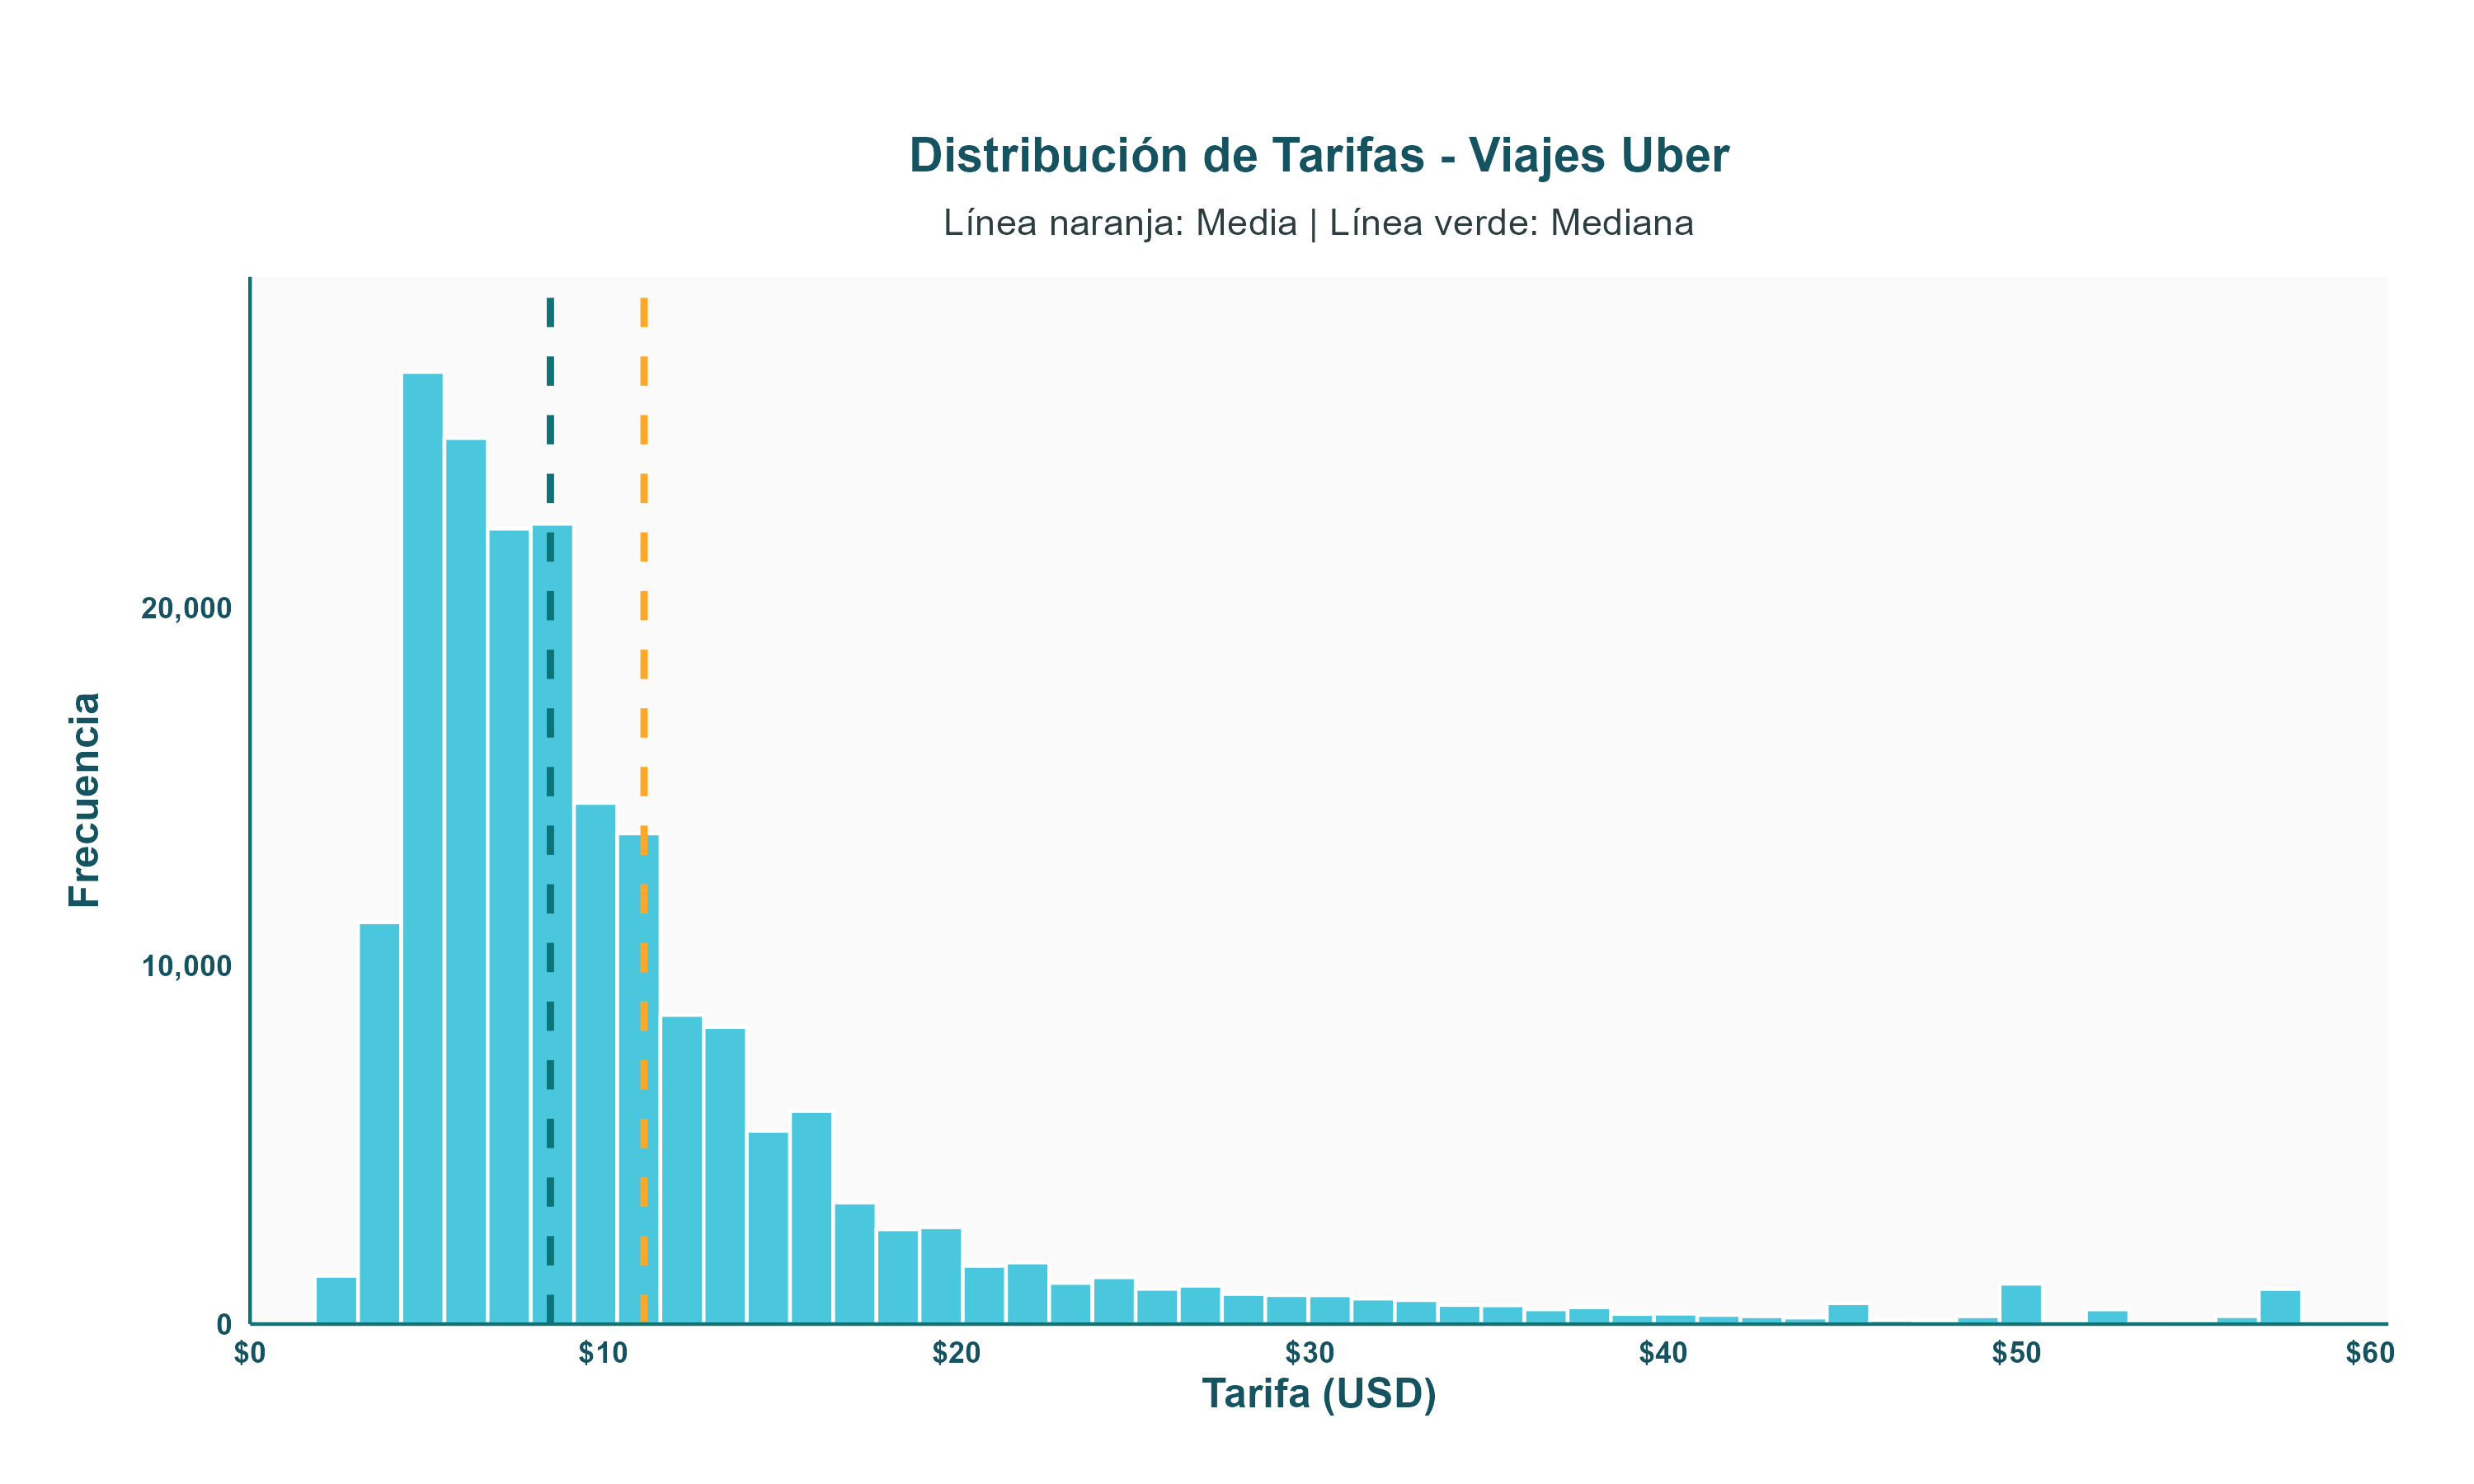 Distribución de Tarifas - Viajes Uber
Línea naranja: Media | Línea verde: Mediana
Frecuencia
20,000
10,000
0
$0 $10 $20 $30 $40 $50 $60
Tarifa (USD)